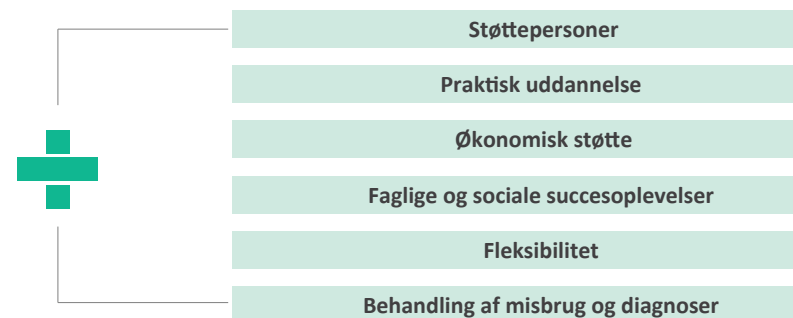 Støttepersoner
Praktisk uddannelse
Økonomisk støtte
Faglige og sociale succesoplevelser
Fleksibilitet
Behandling af misbrug og diagnoser